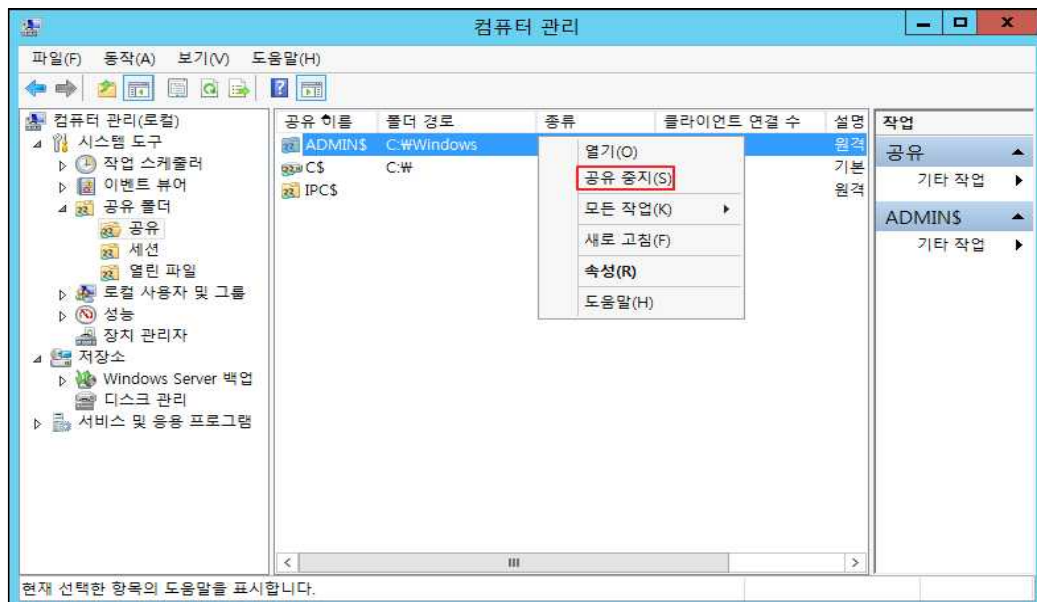 컴퓨터 관리
파일(F) 동작(A) 보기(V) 도움말(H)
컴퓨터 관리(로컬)
시스템 도구
작업 스케줄러
이벤트 뷰어
공유 폴더
공유
세션
열린 파일
로컬 사용자 및 그룹
성능
장치 관리자
저장소
Windows Server 백업
디스크 관리
서비스 및 응용 프로그램
공유 이름 폴더 경로 종류 클라이언트 연결 수 설명
ADMIN$ C:\Windows 원격
C$ C:\ 기본
IPC$ 원격
열기(O)
공유 중지(S)
모든 작업(K)
새로 고침(F)
속성(R)
도움말(H)
작업
공유
기타 작업
ADMIN$
기타 작업
현재 선택한 항목의 도움말을 표시합니다.